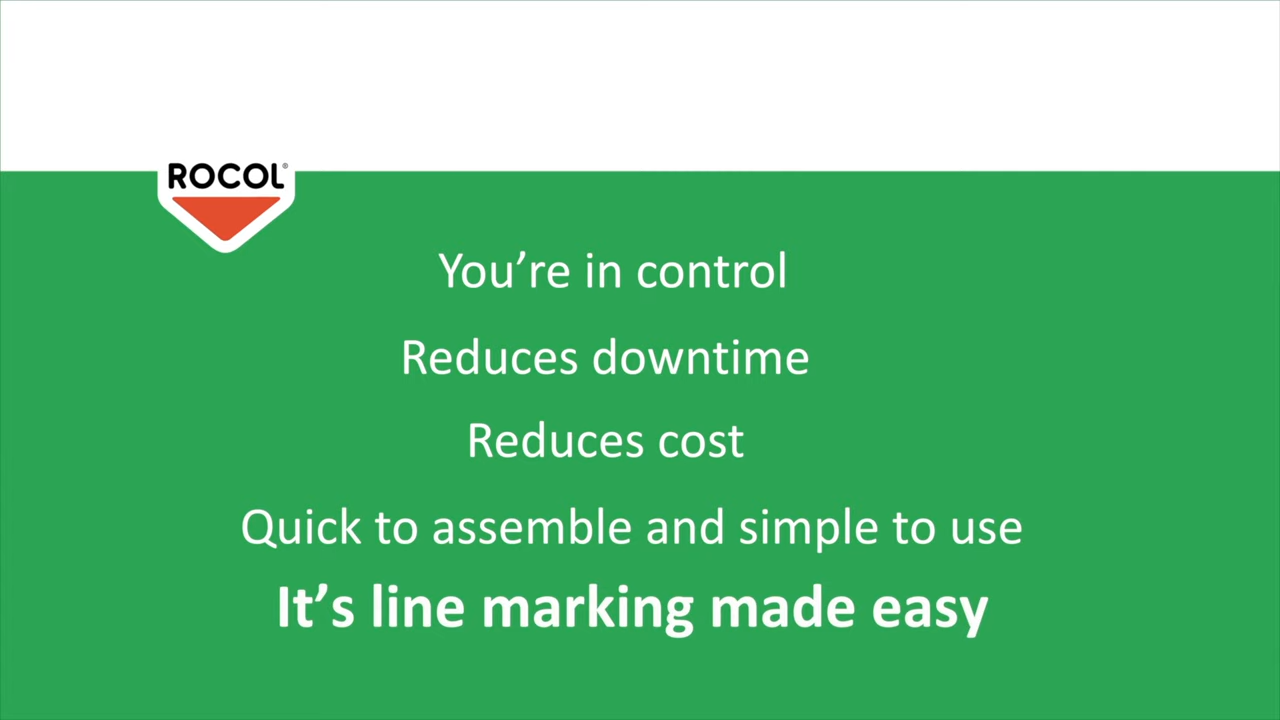 ROCOL®
You’re in control
Reduces downtime
Reduces cost
Quick to assemble and simple to use
It’s line marking made easy